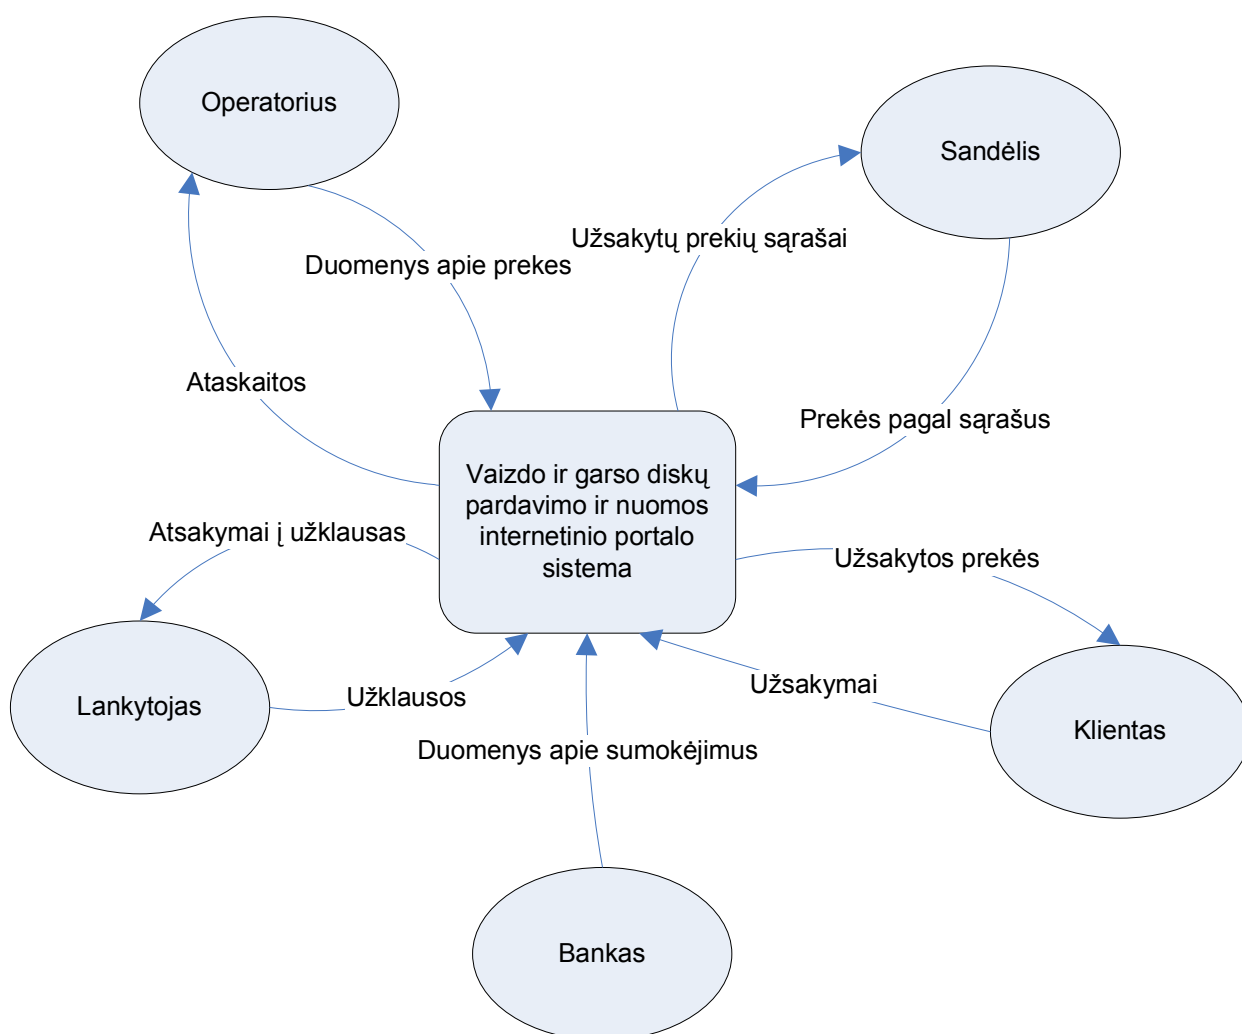 Operatorius
Sandėlis
Užsakytų prekių sąrašai
Duomenys apie prekes
Ataskaitos
Prekės pagal sąrašus
Vaizdo ir garso diskų
pardavimo ir nuomos
internetinio portalo
sistema
Atsakymai į užklausas
Užsakytos prekės
Užsakymai
Užklausos
Lankytojas
Klientas
Duomenys apie sumokėjimus
Bankas